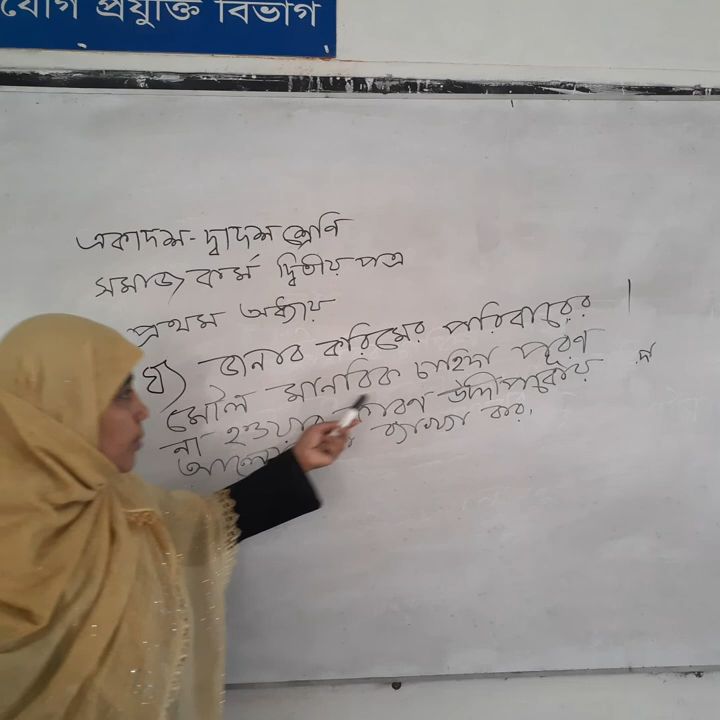 যোগ প্রযুক্তি বিভাগ
একাদশ-দ্বাদশ শ্রেণি
সমাজকর্ম দ্বিতীয় পত্র
প্রথম অধ্যায়
ঘ) জনাব করিমের পরিবারের
মৌল মানবিক চাহিদা পূরণ
না হওয়ার কারণ উদ্দীপকের
ব্যাখ্যা কর।